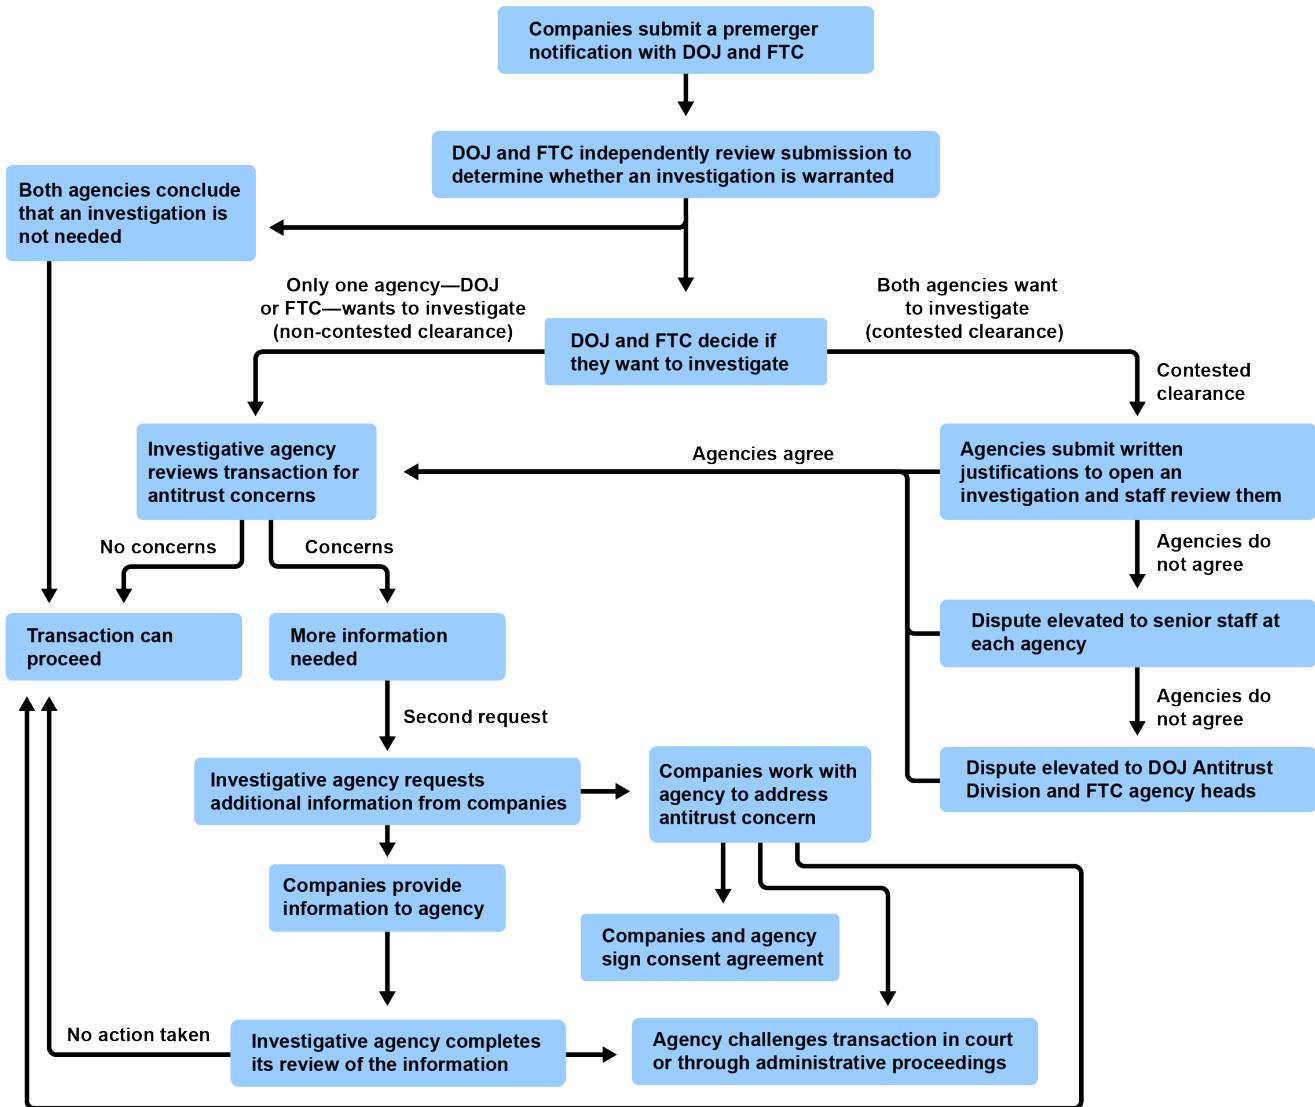 Companies submit a premerger
notification with DOJ and FTC
DOJ and FTC independently review submission to
determine whether an investigation is warranted
Both agencies conclude
that an investigation is
not needed
Only one agency—DOJ
or FTC—wants to investigate
(non-contested clearance)
Both agencies want
to investigate
(contested clearance)
DOJ and FTC decide if
they want to investigate
Contested
clearance
Investigative agency
reviews transaction for
antitrust concerns
Agencies agree
Agencies submit written
justifications to open an
investigation and staff review them
No concerns
Concerns
Agencies do
not agree
Transaction can
proceed
More information
needed
Dispute elevated to senior staff at
each agency
Second request
Agencies do
not agree
Investigative agency requests
additional information from companies
Companies work with
agency to address
antitrust concern
Dispute elevated to DOJ Antitrust
Division and FTC agency heads
Companies provide
information to agency
Companies and agency
sign consent agreement
No action taken
Investigative agency completes
its review of the information
Agency challenges transaction in court
or through administrative proceedings